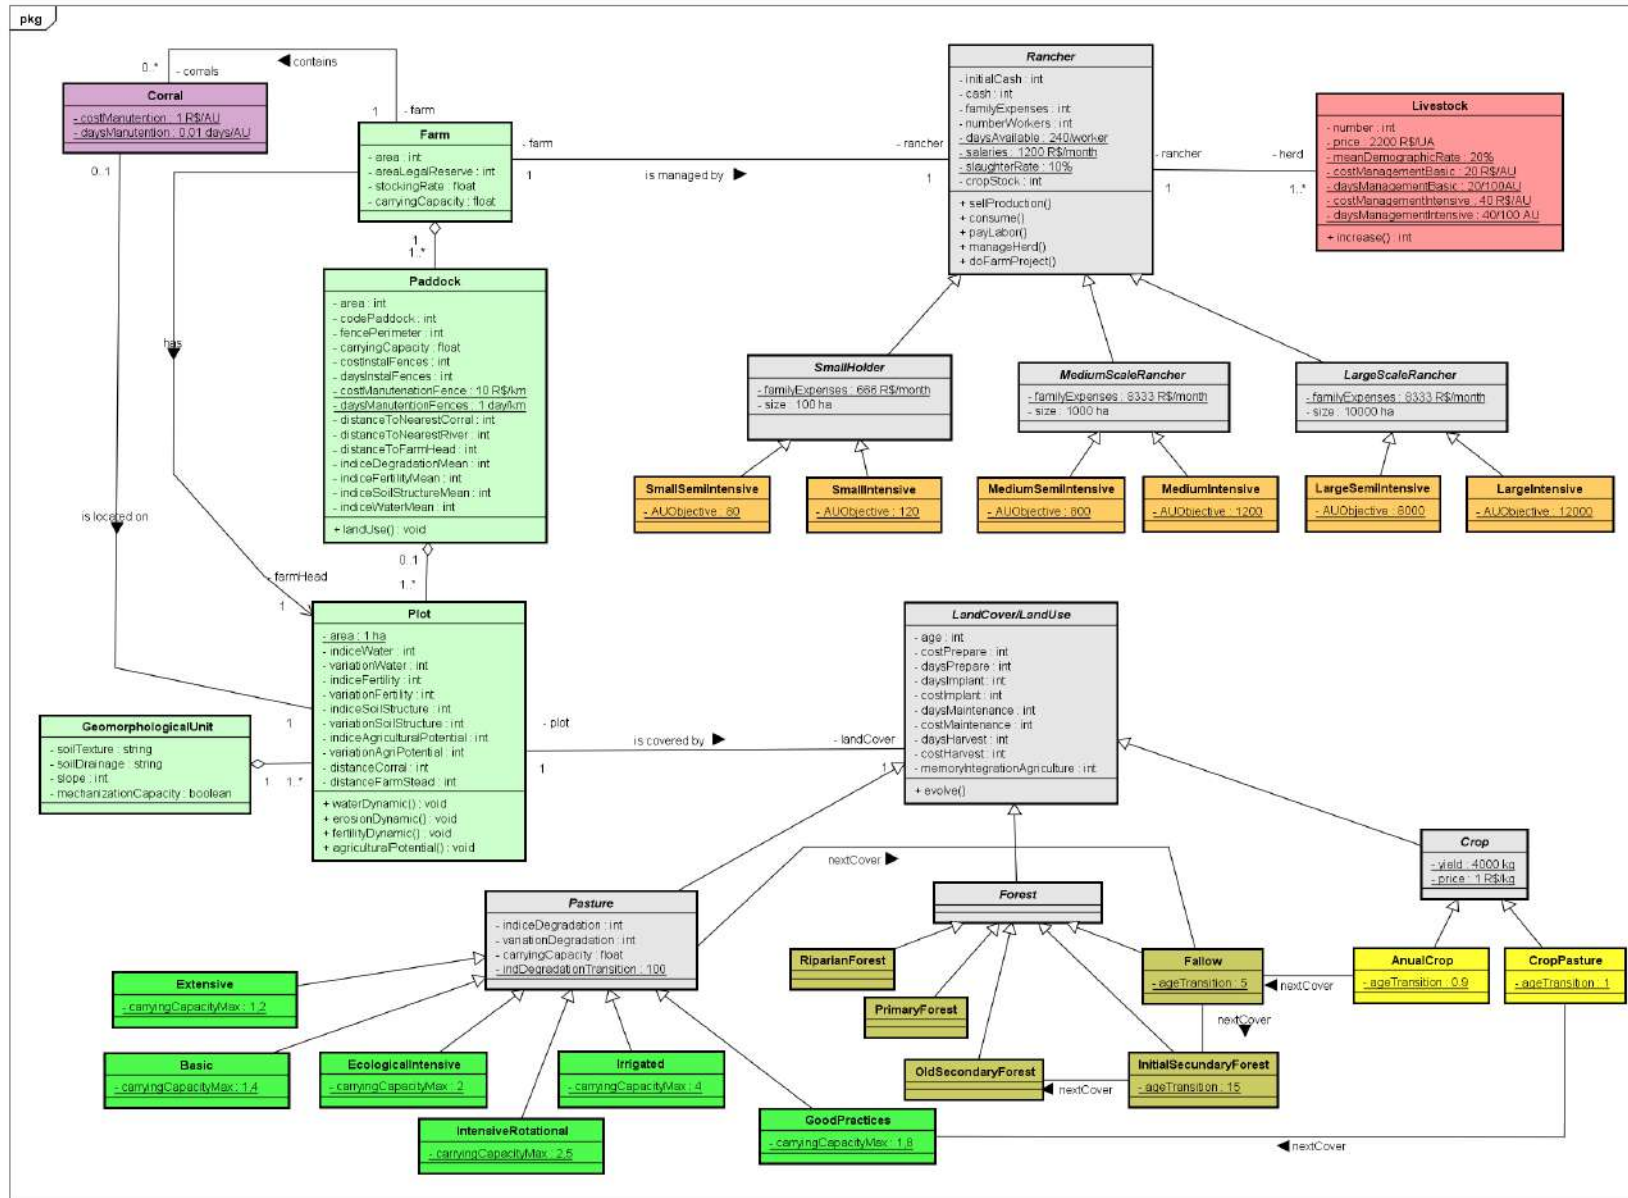 pkg
contains
0..*
- corrals
Corral
- costManutention : 1 R$/AU
- daysManutention : 0,01 days/AU
0..1
1
- farm
Farm
- area : int
- areaLegalReserve : int
- stockingRate : float
- carryingCapacity : float
- farm
1
is managed by
- rancher
1
Rancher
- initialCash : int
- cash : int
- familyExpenses : int
- numberWorkers : int
- daysAvailable : 240/worker
- salaries : 1200 R$/month
- slaughterRate : 10%
- cropStock : int
+ sellProduction()
+ consume()
+ payLabor()
+ manageHerd()
+ doFarmProject()
- rancher
1
- herd
1..*
Livestock
- number : int
- price : 2200 R$/UA
- meanDemographicRate : 20%
- costManagementBasic : 20 R$/AU
- daysManagementBasic : 20/100AU
- costManagementIntensive : 40 R$/AU
- daysManagementIntensive : 40/100 AU
+ increase() : int
1
1..*
Paddock
- area : int
- codePaddock : int
- fencePerimeter : int
- carryingCapacity : float
- costInstalFences : int
- daysInstalFences : int
- costManutenationFence : 10 R$/km
- daysManutentionFences : 1 day/km
- distanceToNearestCorral : int
- distanceToNearestRiver : int
- distanceToFarmHead : int
- indiceDegradationMean : int
- indiceFertilityMean : int
- indiceSoilStructureMean : int
- indiceWaterMean : int
+ landUse() : void
has
is located on
- farmHead
1
0..1
1..*
SmallHolder
- familyExpenses : 666 R$/month
- size : 100 ha
MediumScaleRancher
- familyExpenses : 8333 R$/month
- size : 1000 ha
LargeScaleRancher
- familyExpenses : 8333 R$/month
- size : 10000 ha
SmallSemiIntensive
- AUObjective : 80
SmallIntensive
- AUObjective : 120
MediumSemiIntensive
- AUObjective : 800
MediumIntensive
- AUObjective : 1200
LargeSemiIntensive
- AUObjective : 8000
LargeIntensive
- AUObjective : 12000
Plot
- area : 1 ha
- indiceWater : int
- variationWater : int
- indiceFertility : int
- variationFertility : int
- indiceSoilStructure : int
- variationSoilStructure : int
- indiceAgriculturalPotential : int
- variationAgriPotential : int
- distanceCorral : int
- distanceFarmStead : int
+ waterDynamic() : void
+ erosionDynamic() : void
+ fertilityDynamic() : void
+ agriculturalPotential() : void
1
GeomorphologicalUnit
- soilTexture : string
- soilDrainage : string
- slope : int
- mechanizationCapacity : boolean
1
1..*
- plot
1
is covered by
- landCover
1
LandCover/LandUse
- age : int
- costPrepare : int
- daysPrepare : int
- daysImplant : int
- costImplant : int
- daysMaintenance : int
- costMaintenance : int
- daysHarvest : int
- costHarvest : int
- memoryIntegrationAgriculture : int
+ evolve()
Crop
- yield : 4000 kg
- price : 1 R$/kg
nextCover
Pasture
- indiceDegradation : int
- variationDegradation : int
- carryingCapacity : float
- indDegradationTransition : 100
Forest
RiparianForest
PrimaryForest
Fallow
- ageTransition : 5
nextCover
AnualCrop
- ageTransition : 0.9
CropPasture
- ageTransition : 1
nextCover
OldSecondaryForest
nextCover
InitialSecondaryForest
- ageTransition : 15
Extensive
- carryingCapacityMax : 1,2
Basic
- carryingCapacityMax : 1,4
EcologicalIntensive
- carryingCapacityMax : 2
Irrigated
- carryingCapacityMax : 4
IntensiveRotational
- carryingCapacityMax : 2,5
GoodPractices
- carryingCapacityMax : 1,8
nextCover